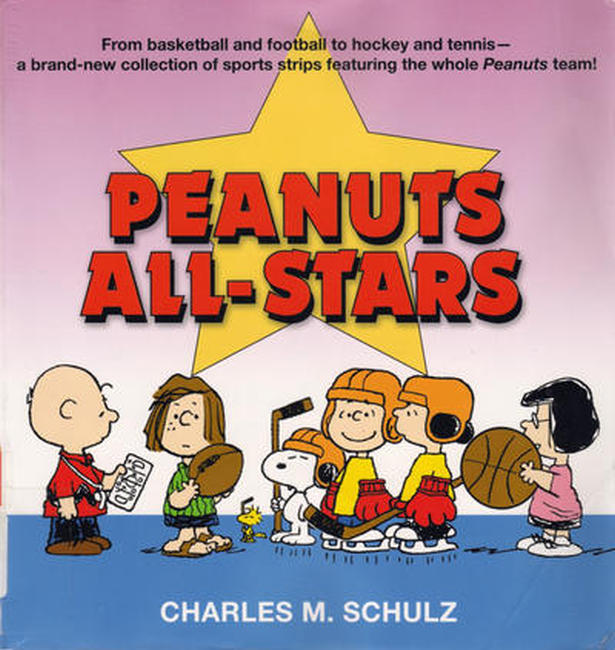 From basketball and football to hockey and tennis—
a brand-new collection of sports strips featuring the whole Peanuts team!
PEANUTS
ALL-STARS
CHARLES M. SCHULZ